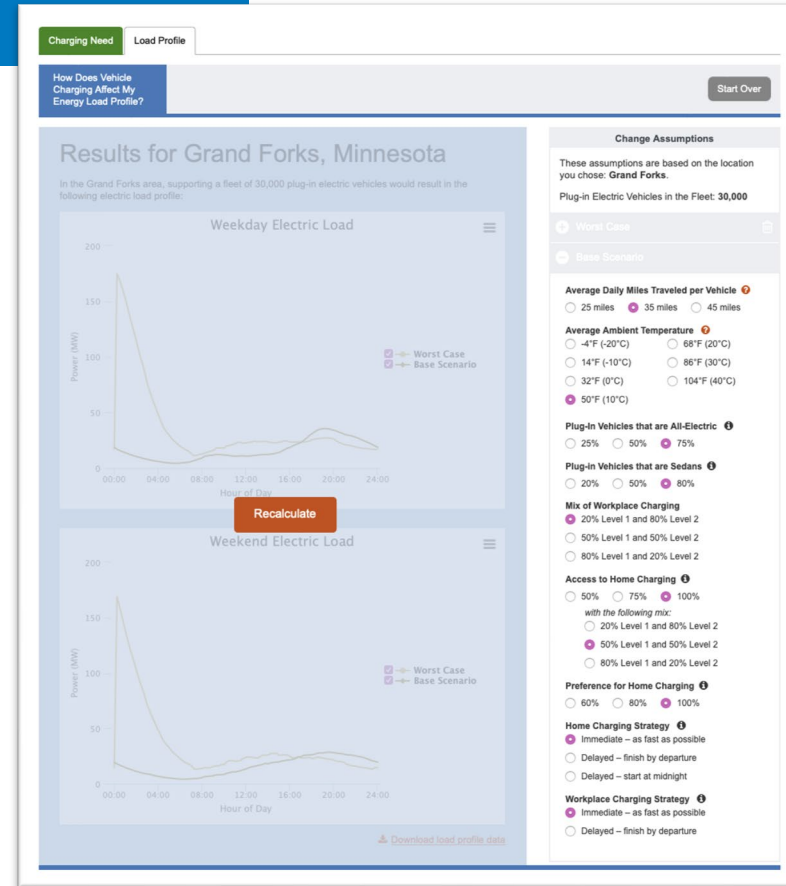 Charging Need
Load Profile
How Does Vehicle
Charging Affect My
Energy Load Profile?
Start Over
Results for Grand Forks, Minnesota
In the Grand Forks area, supporting a fleet of 30,000 plug-in electric vehicles would result in the
following electric load profile:
Weekday Electric Load
200
150
100
50
0
Power (MW)
00:00 04:00 08:00 12:00 16:00 20:00 24:00
Hour of Day
Worst Case
Base Scenario
Recalculate
Weekend Electric Load
200
150
100
50
0
Power (MW)
00:00 04:00 08:00 12:00 16:00 20:00 24:00
Hour of Day
Worst Case
Base Scenario
Download load profile data
Change Assumptions
These assumptions are based on the location
you chose: Grand Forks.
Plug-in Electric Vehicles in the Fleet: 30,000
Worst Case
Base Scenario
Average Daily Miles Traveled per Vehicle
25 miles 35 miles 45 miles
Average Ambient Temperature
-4°F (-20°C) 68°F (20°C)
14°F (-10°C) 86°F (30°C)
32°F (0°C) 104°F (40°C)
50°F (10°C)
Plug-In Vehicles that are All-Electric
25% 50% 75%
Plug-in Vehicles that are Sedans
20% 50% 80%
Mix of Workplace Charging
20% Level 1 and 80% Level 2
50% Level 1 and 50% Level 2
80% Level 1 and 20% Level 2
Access to Home Charging
50% 75% 100%
with the following mix:
20% Level 1 and 80% Level 2
50% Level 1 and 50% Level 2
80% Level 1 and 20% Level 2
Preference for Home Charging
60% 80% 100%
Home Charging Strategy
Immediate – as fast as possible
Delayed – finish by departure
Delayed – start at midnight
Workplace Charging Strategy
Immediate – as fast as possible
Delayed – finish by departure